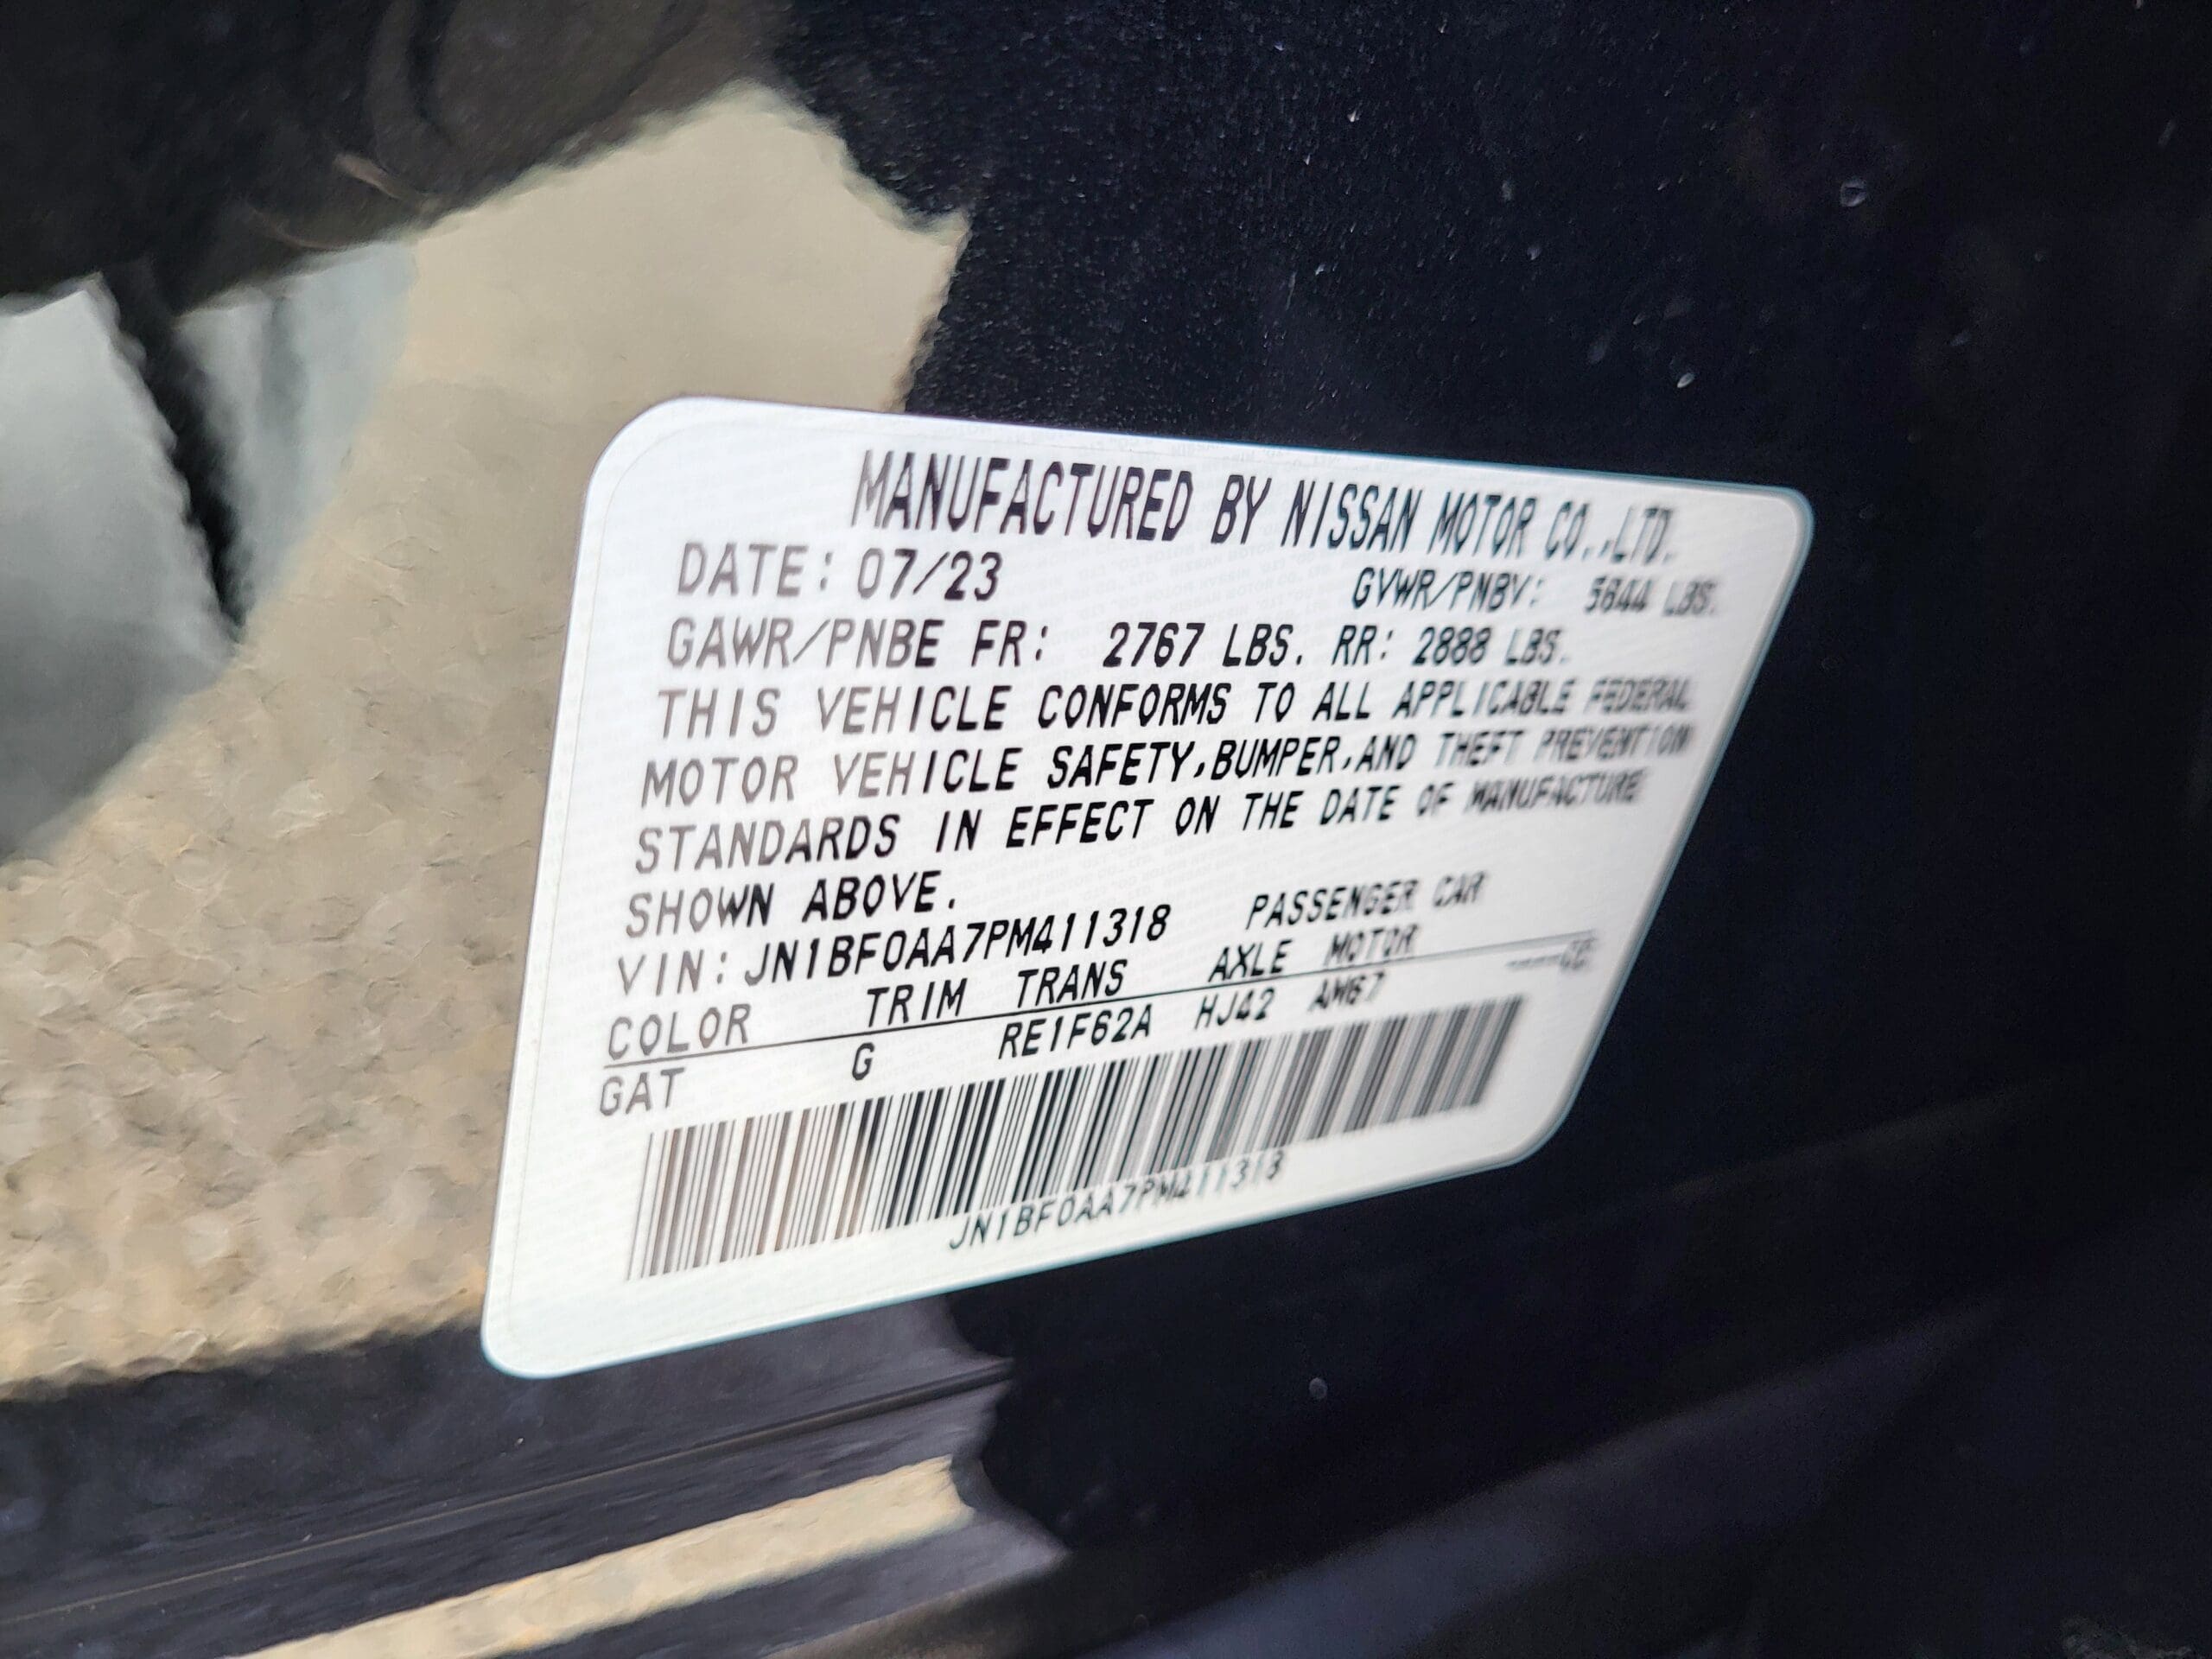 MANUFACTURED BY NISSAN MOTOR CO.,LTD.
DATE: 07/23 GVWR/PNBV: 5644 LBS.
GAWR/PNBE FR: 2767 LBS. RR: 2888 LBS.
THIS VEHICLE CONFORMS TO ALL APPLICABLE FEDERAL
MOTOR VEHICLE SAFETY,BUMPER,AND THEFT PREVENTION
STANDARDS IN EFFECT ON THE DATE OF MANUFACTURE
SHOWN ABOVE.
VIN:JN1BF0AA7PM411318 PASSENGER CAR
COLOR TRIM TRANS AXLE MOTOR
GAT G RE1F62A HJ42 AM67
JN1BF0AA7PM411318